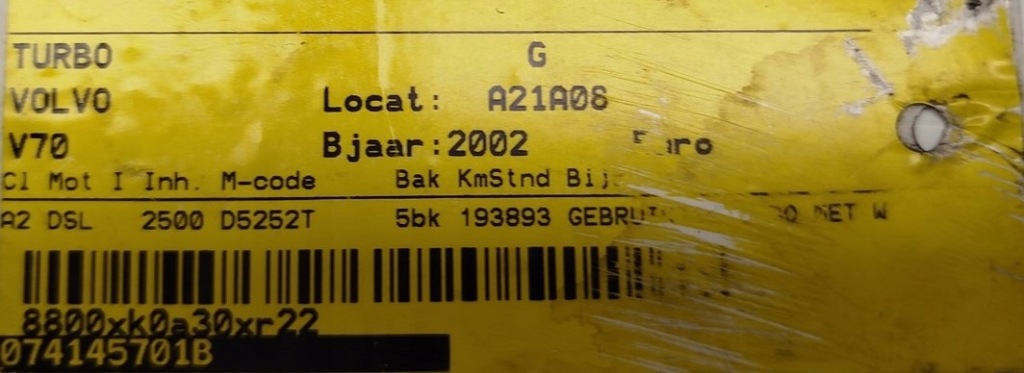 TURBO G
VOLVO Locat: A21A08
V70 Bjaar:2002
Cl Mot I Inh. M-code Bak KmStnd
A2 DSL 2500 D5252T 5bk 193893 W
8800xk0a30xr22
074145701B